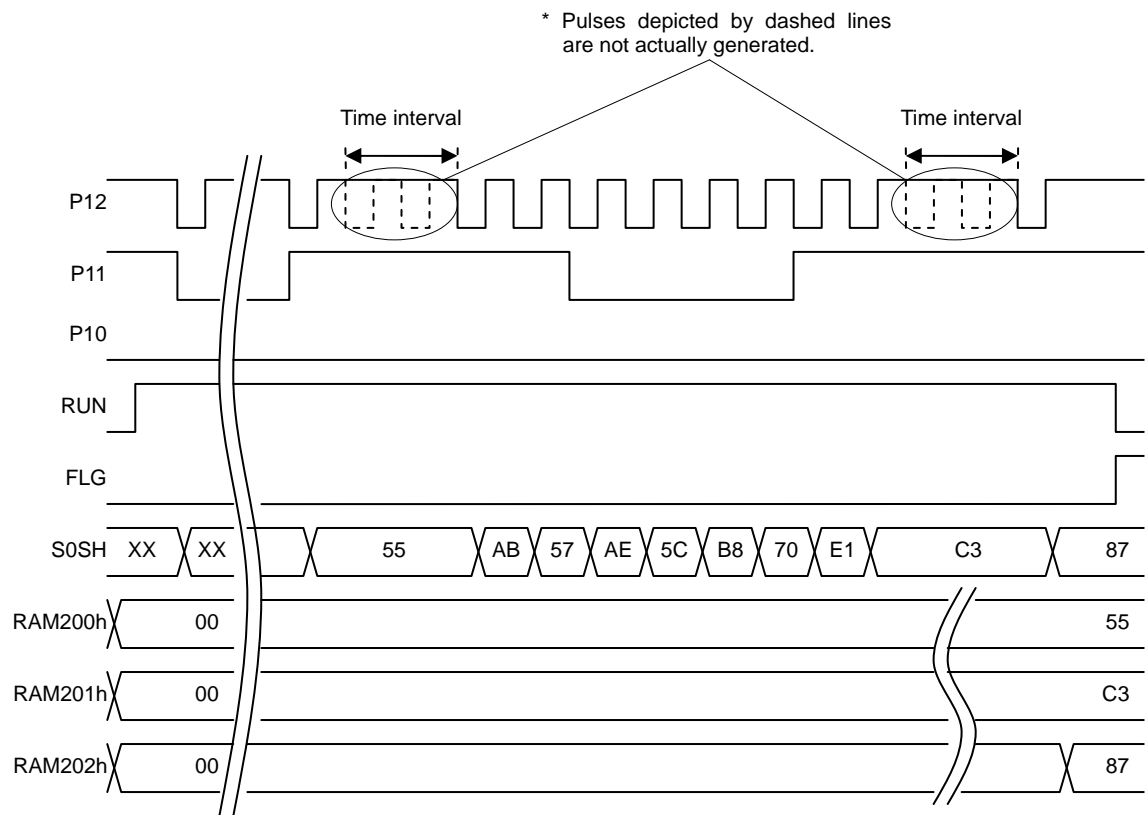 * Pulses depicted by dashed lines
are not actually generated.
Time interval
Time interval
P12
P11
P10
RUN
FLG
S0SH XX XX 55 AB 57 AE 5C B8 70 E1 C3 87
RAM200h 00 55
RAM201h 00 C3
RAM202h 00 87